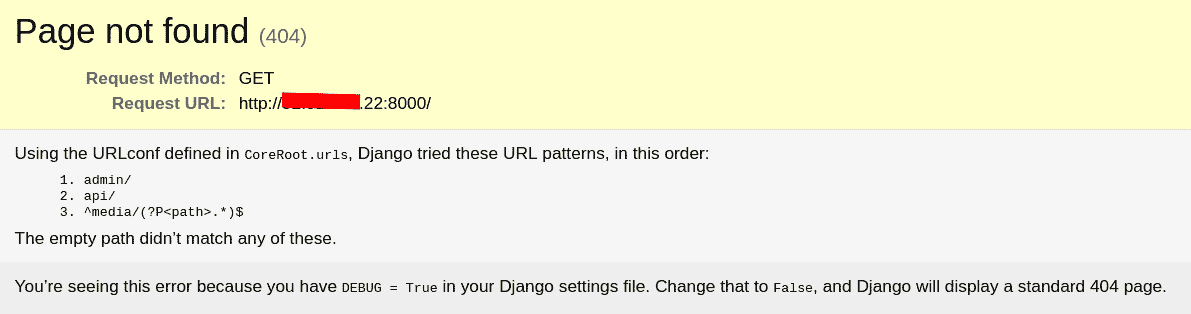 Page not found (404)
Request Method: GET
Request URL: http://.22:8000/
Using the URLconf defined in CoreRoot.urls, Django tried these URL patterns, in this order:
1. admin/
2. api/
3. ^media/(?P<path>.*)$
The empty path didn’t match any of these.
You’re seeing this error because you have DEBUG = True in your Django settings file. Change that to False, and Django will display a standard 404 page.